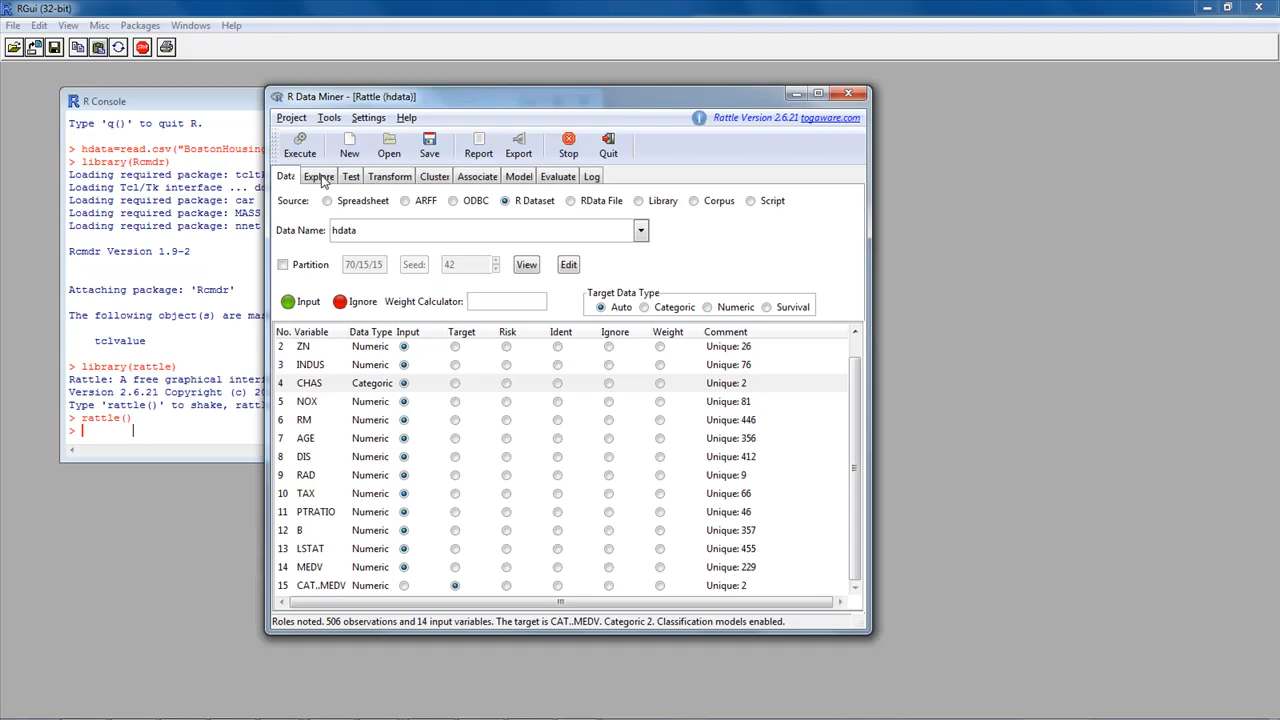 RGui (32-bit)
File Edit View Misc Packages Windows Help
STOP
R Console
Type 'q()' to quit R.
> hdata=read.csv("BostonHousing
> library(Rcmdr)
Loading required package: tclt
Loading required packages: car
Loading required package: MASS
Loading required package: nnet
Rcmdr Version 1.9-2
Attaching package: 'Rcmdr'
The following object(s) are mas
tclvalue
> library(rattle)
Rattle: A free graphical interf
Version 2.6.21 Copyright (c) 20
Type 'rattle()' to shake, rattl
> rattle()
>
R Data Miner - [Rattle (hdata)]
Project Tools Settings Help
Rattle Version 2.6.21 togaware.com
Execute New Open Save Report Export Stop Quit
Data Explore Test Transform Cluster Associate Model Evaluate Log
Source: Spreadsheet ARFF ODBC R Dataset RData File Library Corpus Script
Data Name: hdata
Partition 70/15/15 Seed: 42 View Edit
Target Data Type
Input Ignore Weight Calculator: Auto Categoric Numeric Survival
No. Variable Data Type Input Target Risk Ident Ignore Weight Comment
2 ZN Numeric Unique: 26
3 INDUS Numeric Unique: 76
4 CHAS Categoric Unique: 2
5 NOX Numeric Unique: 81
6 RM Numeric Unique: 446
7 AGE Numeric Unique: 356
8 DIS Numeric Unique: 412
9 RAD Numeric Unique: 9
10 TAX Numeric Unique: 66
11 PTRATIO Numeric Unique: 46
12 B Numeric Unique: 357
13 LSTAT Numeric Unique: 455
14 MEDV Numeric Unique: 229
15 CAT..MEDV Numeric Unique: 2
Roles noted. 506 observations and 14 input variables. The target is CAT..MEDV. Categoric 2. Classification models enabled.